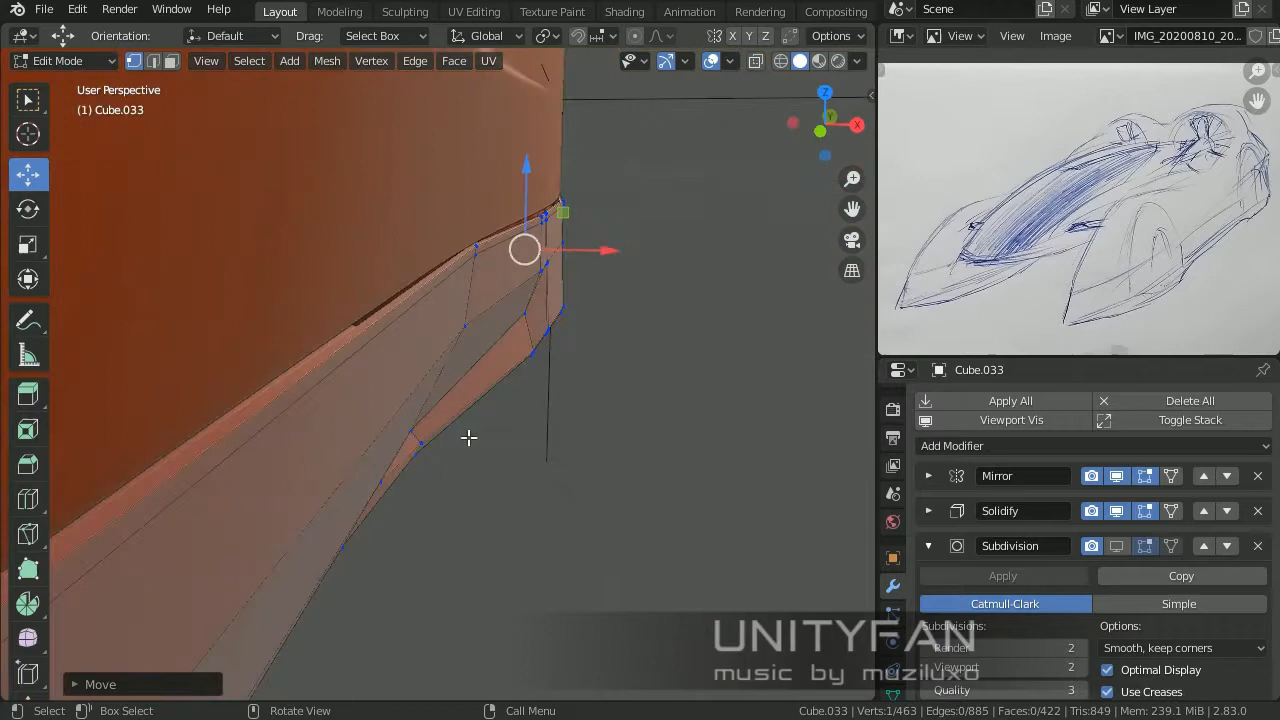 File Edit Render Window Help Layout Modeling Sculpting UV Editing Texture Paint Shading Animation Rendering Compositing Scene View Layer
Orientation: Default Drag: Select Box Global X Y Z Options View View Image IMG_20200810_20...
Edit Mode View Select Add Mesh Vertex Edge Face UV
User Perspective
(1) Cube.033
Z
Y
X
Cube.033
Apply All Delete All
Viewport Vis Toggle Stack
Add Modifier
Mirror
Solidify
Subdivision
Apply Copy
Catmull-Clark Simple
Subdivisions: Options:
Render 2 Smooth, keep corners
Viewport 2 Optimal Display
Quality 3 Use Creases
UNITYFAN
music by muziluxo
Move
Select Box Select Rotate View Call Menu Cube.033 | Verts:1/463 | Edges:0/885 | Faces:0/422 | Tris:849 | Mem: 239.1 MiB | 2.83.0